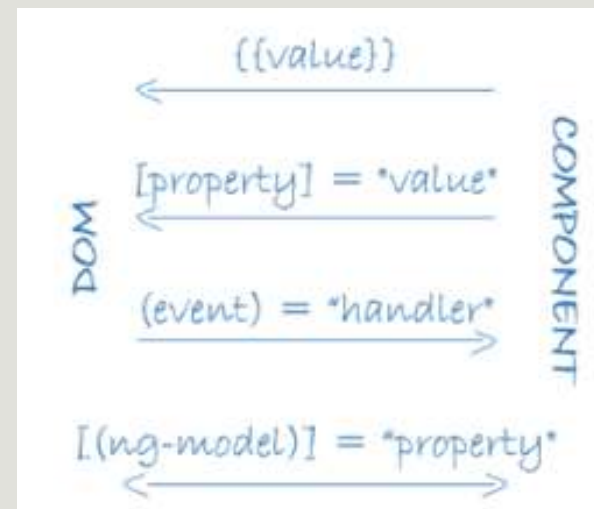 {{value}}
[property] = "value"
DOM
(event) = "handler"
[(ng-model)] = "property"
COMPONENT